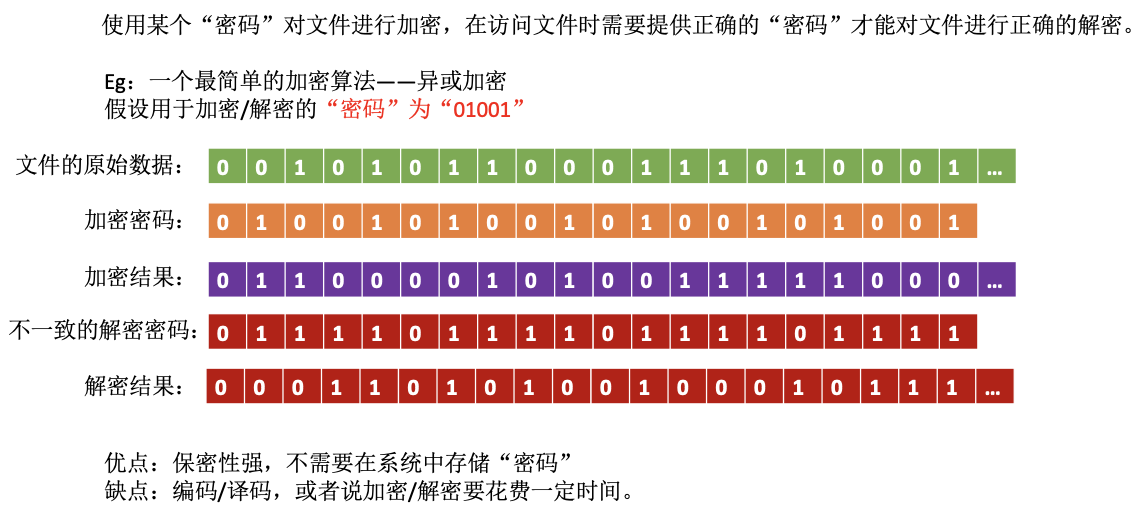 使用某个“密码”对文件进行加密，在访问文件时需要提供正确的“密码”才能对文件进行正确的解密。
Eg：一个最简单的加密算法——异或加密
假设用于加密/解密的“密码”为“01001”
文件的原始数据： 0 0 1 0 1 0 1 1 0 0 0 1 1 1 0 1 0 0 0 1 …
加密密码： 0 1 0 0 1 0 1 0 0 1 0 1 0 0 1 0 1 0 0 1
加密结果： 0 1 1 0 0 0 0 1 0 1 0 0 1 1 1 1 1 0 0 0 …
不一致的解密密码： 0 1 1 1 1 0 1 1 1 1 0 1 1 1 1 0 1 1 1 1
解密结果： 0 0 0 1 1 0 1 0 1 0 0 1 0 0 0 1 0 1 1 1 …
优点：保密性强，不需要在系统中存储“密码”
缺点：编码/译码，或者说加密/解密要花费一定时间。